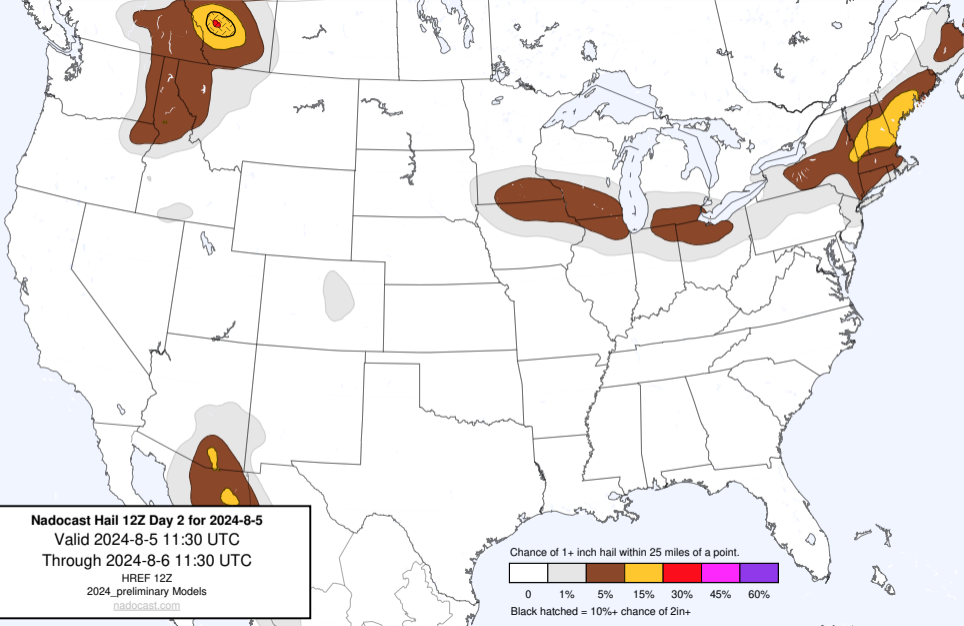 Nadocast Hail 12Z Day 2 for 2024-8-5
Valid 2024-8-5 11:30 UTC
Through 2024-8-6 11:30 UTC
HREF 12Z
2024_preliminary Models
nadocast.com
Chance of 1+ inch hail within 25 miles of a point.
0 1% 5% 15% 30% 45% 60%
Black hatched = 10%+ chance of 2in+